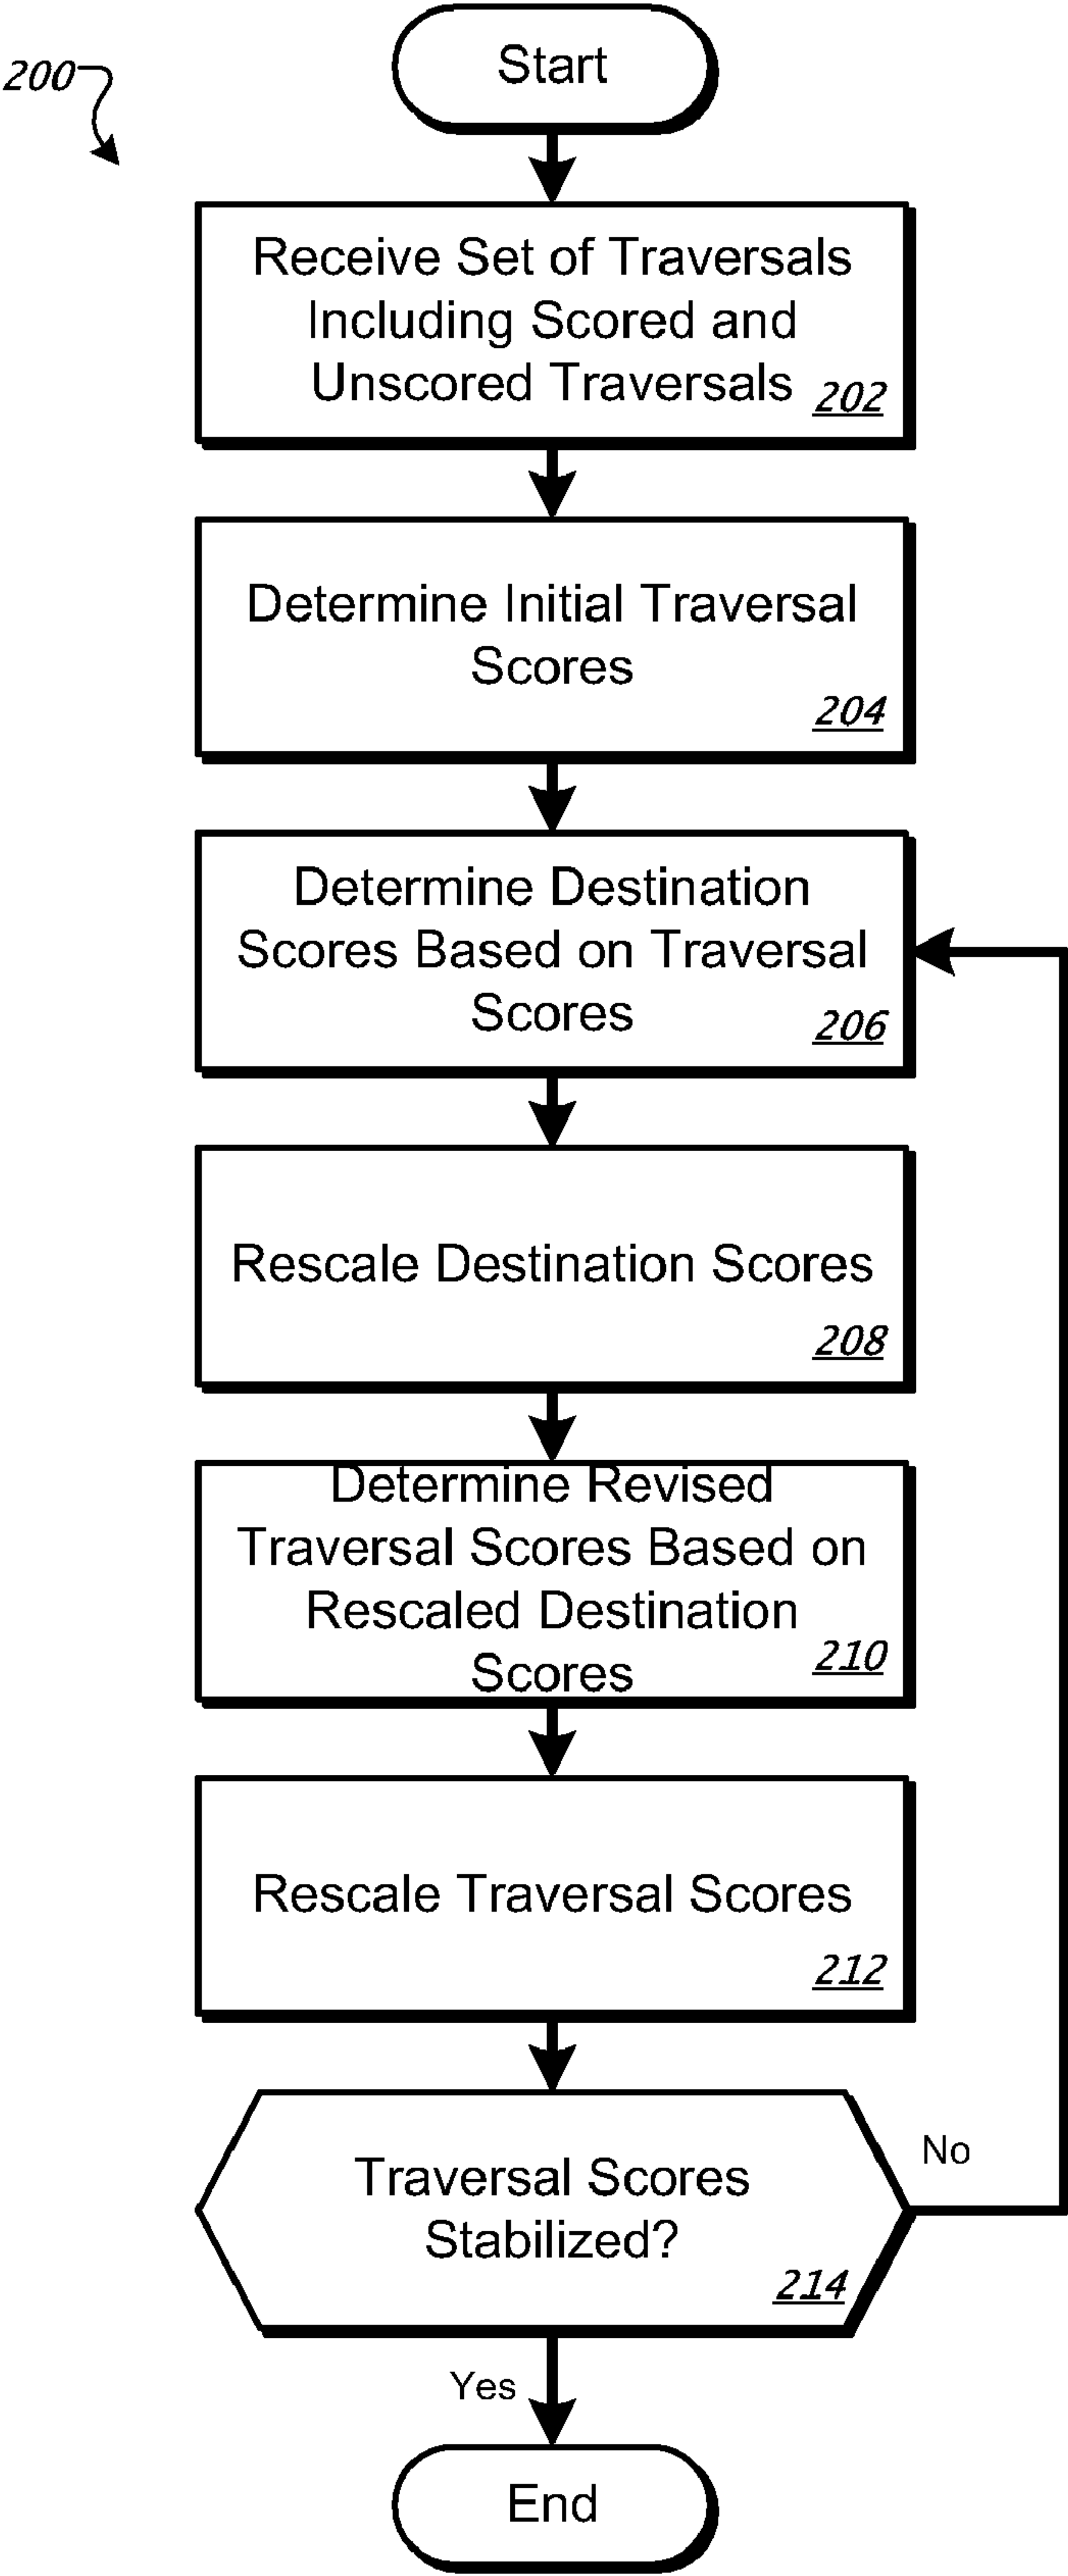 200
Start
Receive Set of Traversals
Including Scored and
Unscored Traversals
202
Determine Initial Traversal
Scores
204
Determine Destination
Scores Based on Traversal
Scores
206
Rescale Destination Scores
208
Determine Revised
Traversal Scores Based on
Rescaled Destination
Scores
210
Rescale Traversal Scores
212
Traversal Scores
Stabilized?
214
No
Yes
End